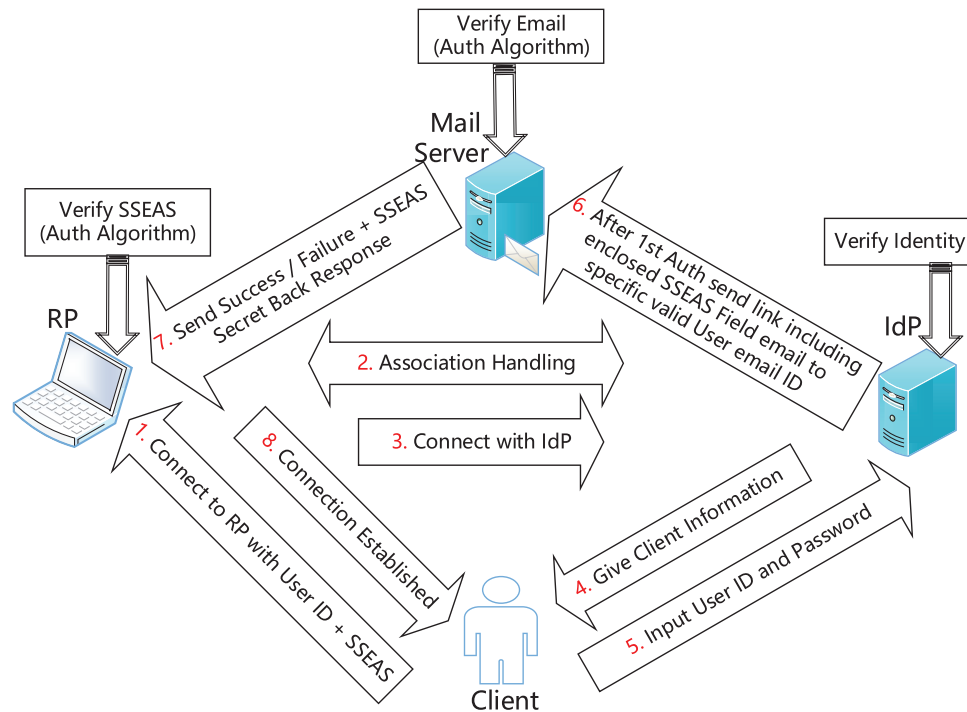 Verify Email
(Auth Algorithm)
Mail
Server
Verify SSEAS
(Auth Algorithm)
Verify Identity
RP
IdP
7. Send Success / Failure + SSEAS
Secret Back Response
6. After 1st Auth send link including
enclosed SSEAS Field email to
specific valid User email ID
2. Association Handling
3. Connect with IdP
1. Connect to RP with User ID + SSEAS
8. Connection Established
4. Give Client Information
5. Input User ID and Password
Client